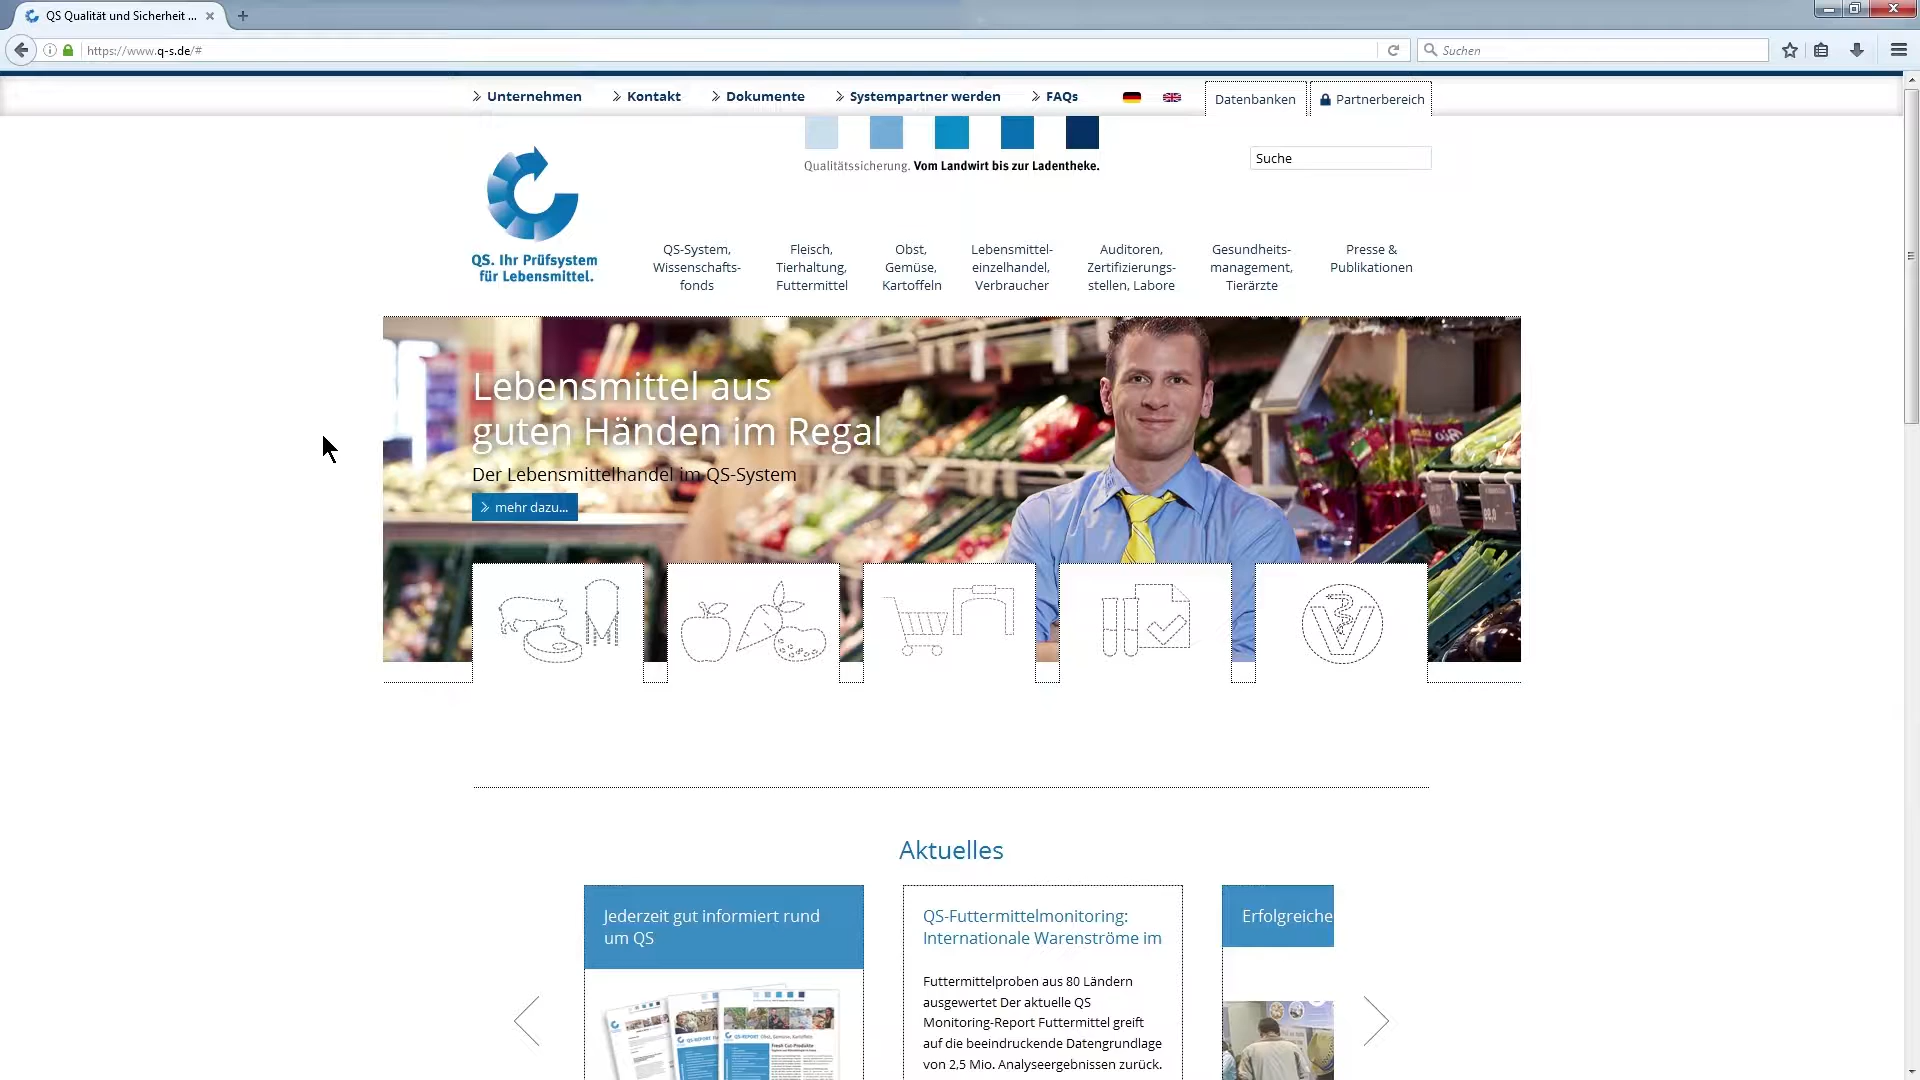 QS Qualität und Sicherheit ...
https://www.q-s.de/#
Suchen
Unternehmen
Kontakt
Dokumente
Systempartner werden
FAQs
Datenbanken
Partnerbereich
Qualitätssicherung. Vom Landwirt bis zur Ladentheke.
Suche
QS. Ihr Prüfsystem
für Lebensmittel.
QS-System,
Wissenschafts-
fonds
Fleisch,
Tierhaltung,
Futtermittel
Obst,
Gemüse,
Kartoffeln
Lebensmittel-
einzelhandel,
Verbraucher
Auditoren,
Zertifizierungs-
stellen, Labore
Gesundheits-
management,
Tierärzte
Presse &
Publikationen
Lebensmittel aus
guten Händen im Regal
Der Lebensmittelhandel im QS-System
mehr dazu...
Aktuelles
Jederzeit gut informiert rund
um QS
QS-Futtermittelmonitoring:
Internationale Warenströme im
Futtermittelproben aus 80 Ländern
ausgewertet Der aktuelle QS
Monitoring-Report Futtermittel greift
auf die beeindruckende Datengrundlage
von 2,5 Mio. Analyseergebnissen zurück.
Erfolgreiche